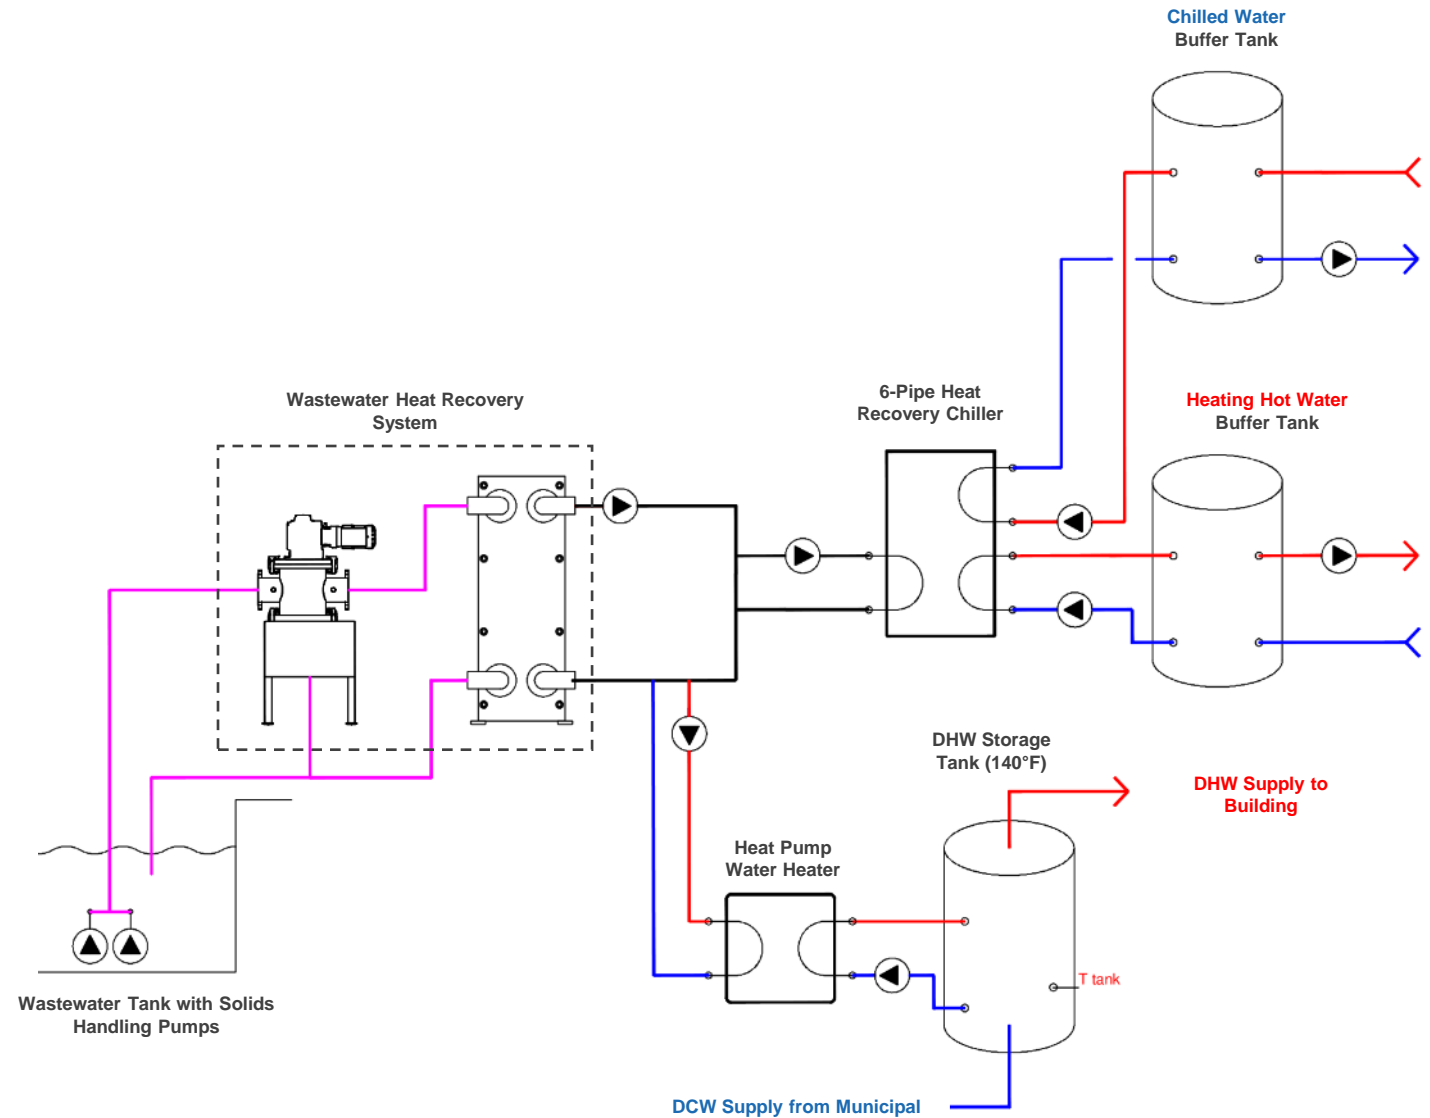 Chilled Water
Buffer Tank
6-Pipe Heat
Recovery Chiller
Wastewater Heat Recovery
System
Heating Hot Water
Buffer Tank
DHW Storage
Tank (140°F)
DHW Supply to
Building
Heat Pump
Water Heater
T tank
Wastewater Tank with Solids
Handling Pumps
DCW Supply from Municipal